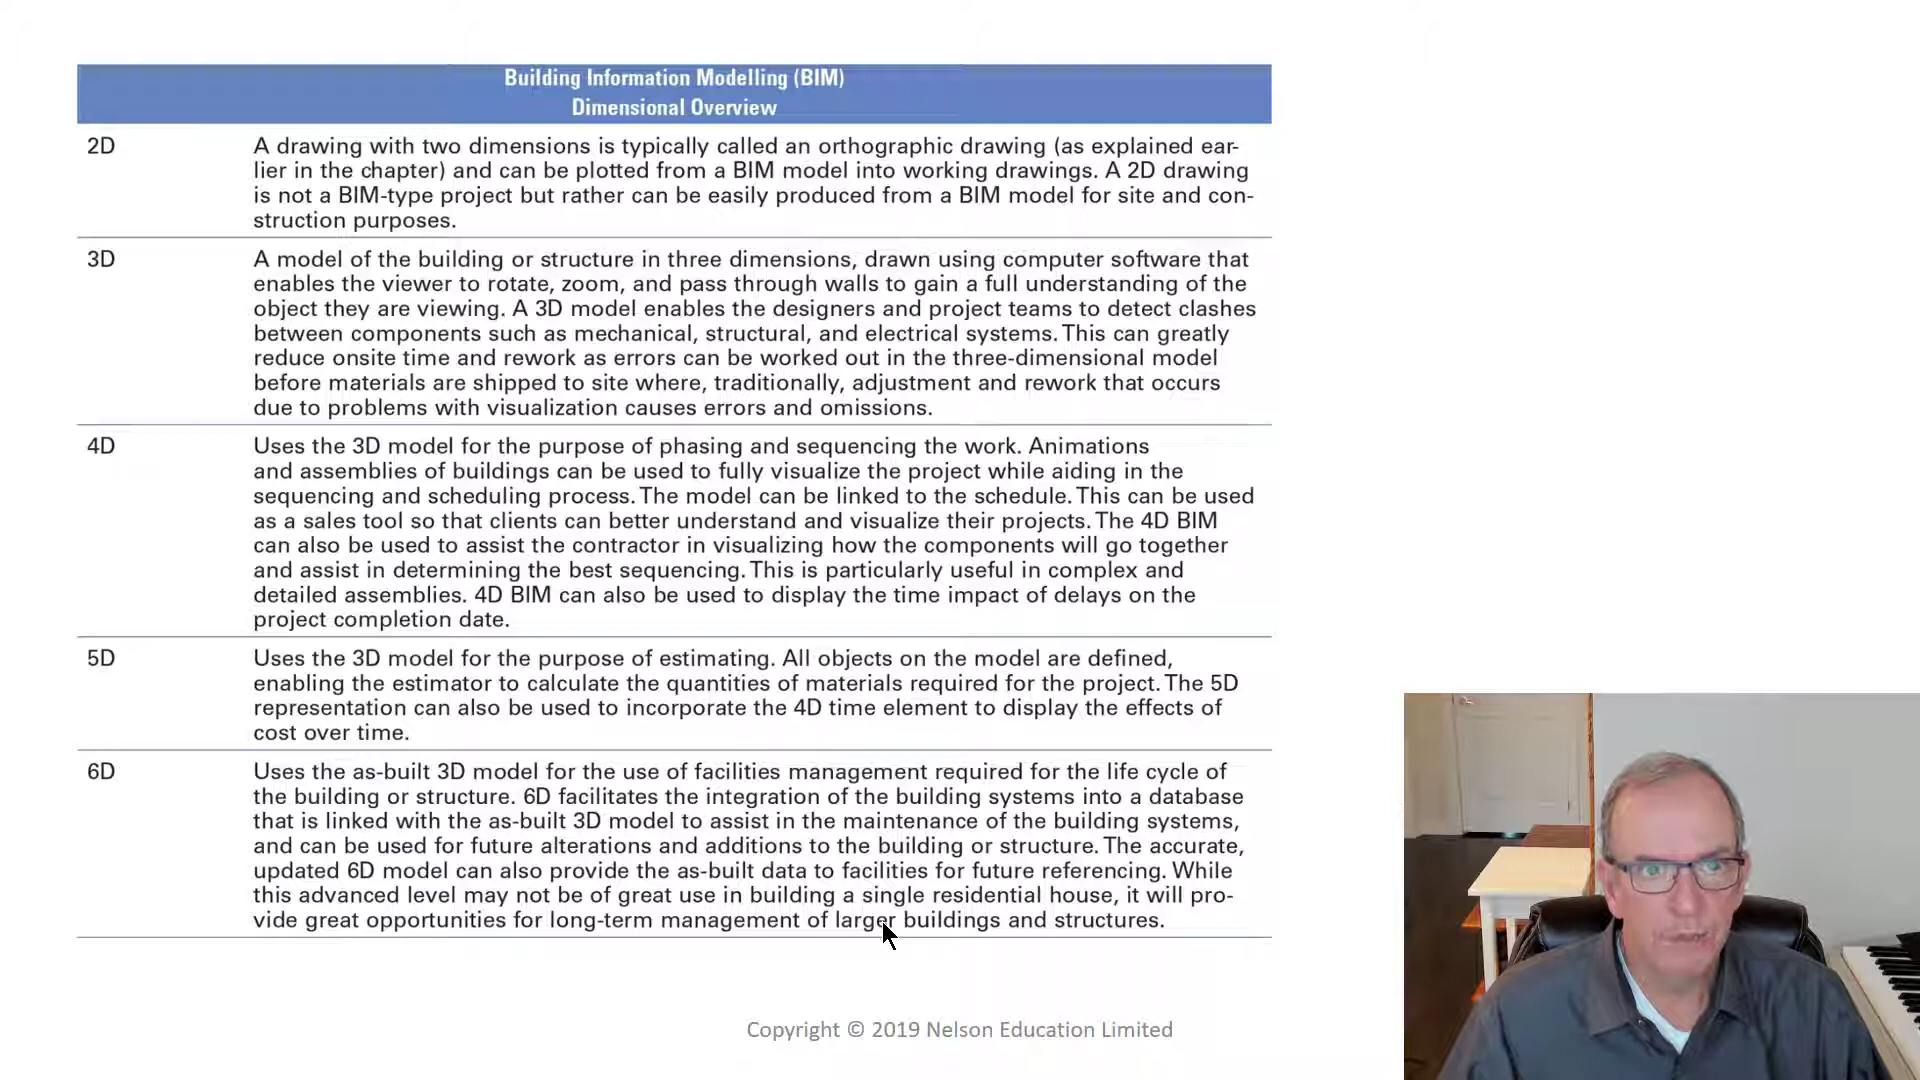 Building Information Modelling (BIM)
Dimensional Overview
2D
A drawing with two dimensions is typically called an orthographic drawing (as explained ear-
lier in the chapter) and can be plotted from a BIM model into working drawings. A 2D drawing
is not a BIM-type project but rather can be easily produced from a BIM model for site and con-
struction purposes.
3D
A model of the building or structure in three dimensions, drawn using computer software that
enables the viewer to rotate, zoom, and pass through walls to gain a full understanding of the
object they are viewing. A 3D model enables the designers and project teams to detect clashes
between components such as mechanical, structural, and electrical systems. This can greatly
reduce onsite time and rework as errors can be worked out in the three-dimensional model
before materials are shipped to site where, traditionally, adjustment and rework that occurs
due to problems with visualization causes errors and omissions.
4D
Uses the 3D model for the purpose of phasing and sequencing the work. Animations
and assemblies of buildings can be used to fully visualize the project while aiding in the
sequencing and scheduling process. The model can be linked to the schedule. This can be used
as a sales tool so that clients can better understand and visualize their projects. The 4D BIM
can also be used to assist the contractor in visualizing how the components will go together
and assist in determining the best sequencing. This is particularly useful in complex and
detailed assemblies. 4D BIM can also be used to display the time impact of delays on the
project completion date.
5D
Uses the 3D model for the purpose of estimating. All objects on the model are defined,
enabling the estimator to calculate the quantities of materials required for the project. The 5D
representation can also be used to incorporate the 4D time element to display the effects of
cost over time.
6D
Uses the as-built 3D model for the use of facilities management required for the life cycle of
the building or structure. 6D facilitates the integration of the building systems into a database
that is linked with the as-built 3D model to assist in the maintenance of the building systems,
and can be used for future alterations and additions to the building or structure. The accurate,
updated 6D model can also provide the as-built data to facilities for future referencing. While
this advanced level may not be of great use in building a single residential house, it will pro-
vide great opportunities for long-term management of larger buildings and structures.
Copyright © 2019 Nelson Education Limited